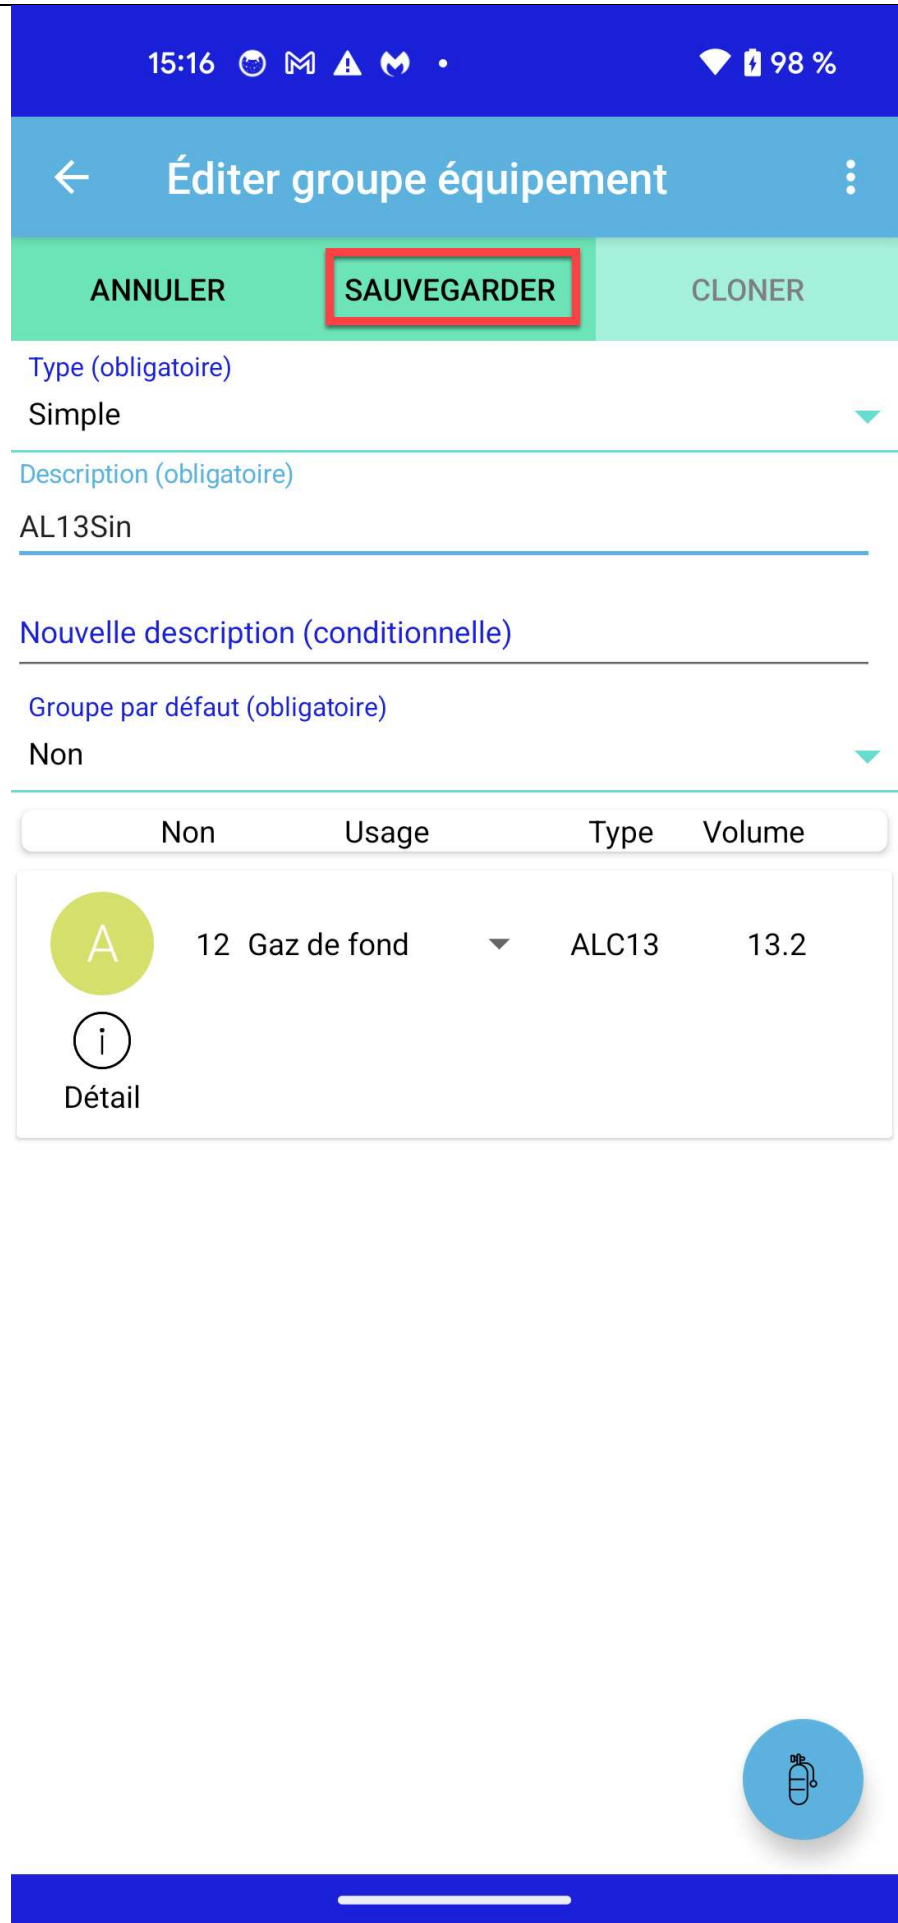 15:16 98 %
Éditer groupe équipement
ANNULER SAUVEGARDER CLONER
Type (obligatoire)
Simple
Description (obligatoire)
AL13Sin
Nouvelle description (conditionnelle)
Groupe par défaut (obligatoire)
Non
Non Usage Type Volume
A 12 Gaz de fond ALC13 13.2
i
Détail